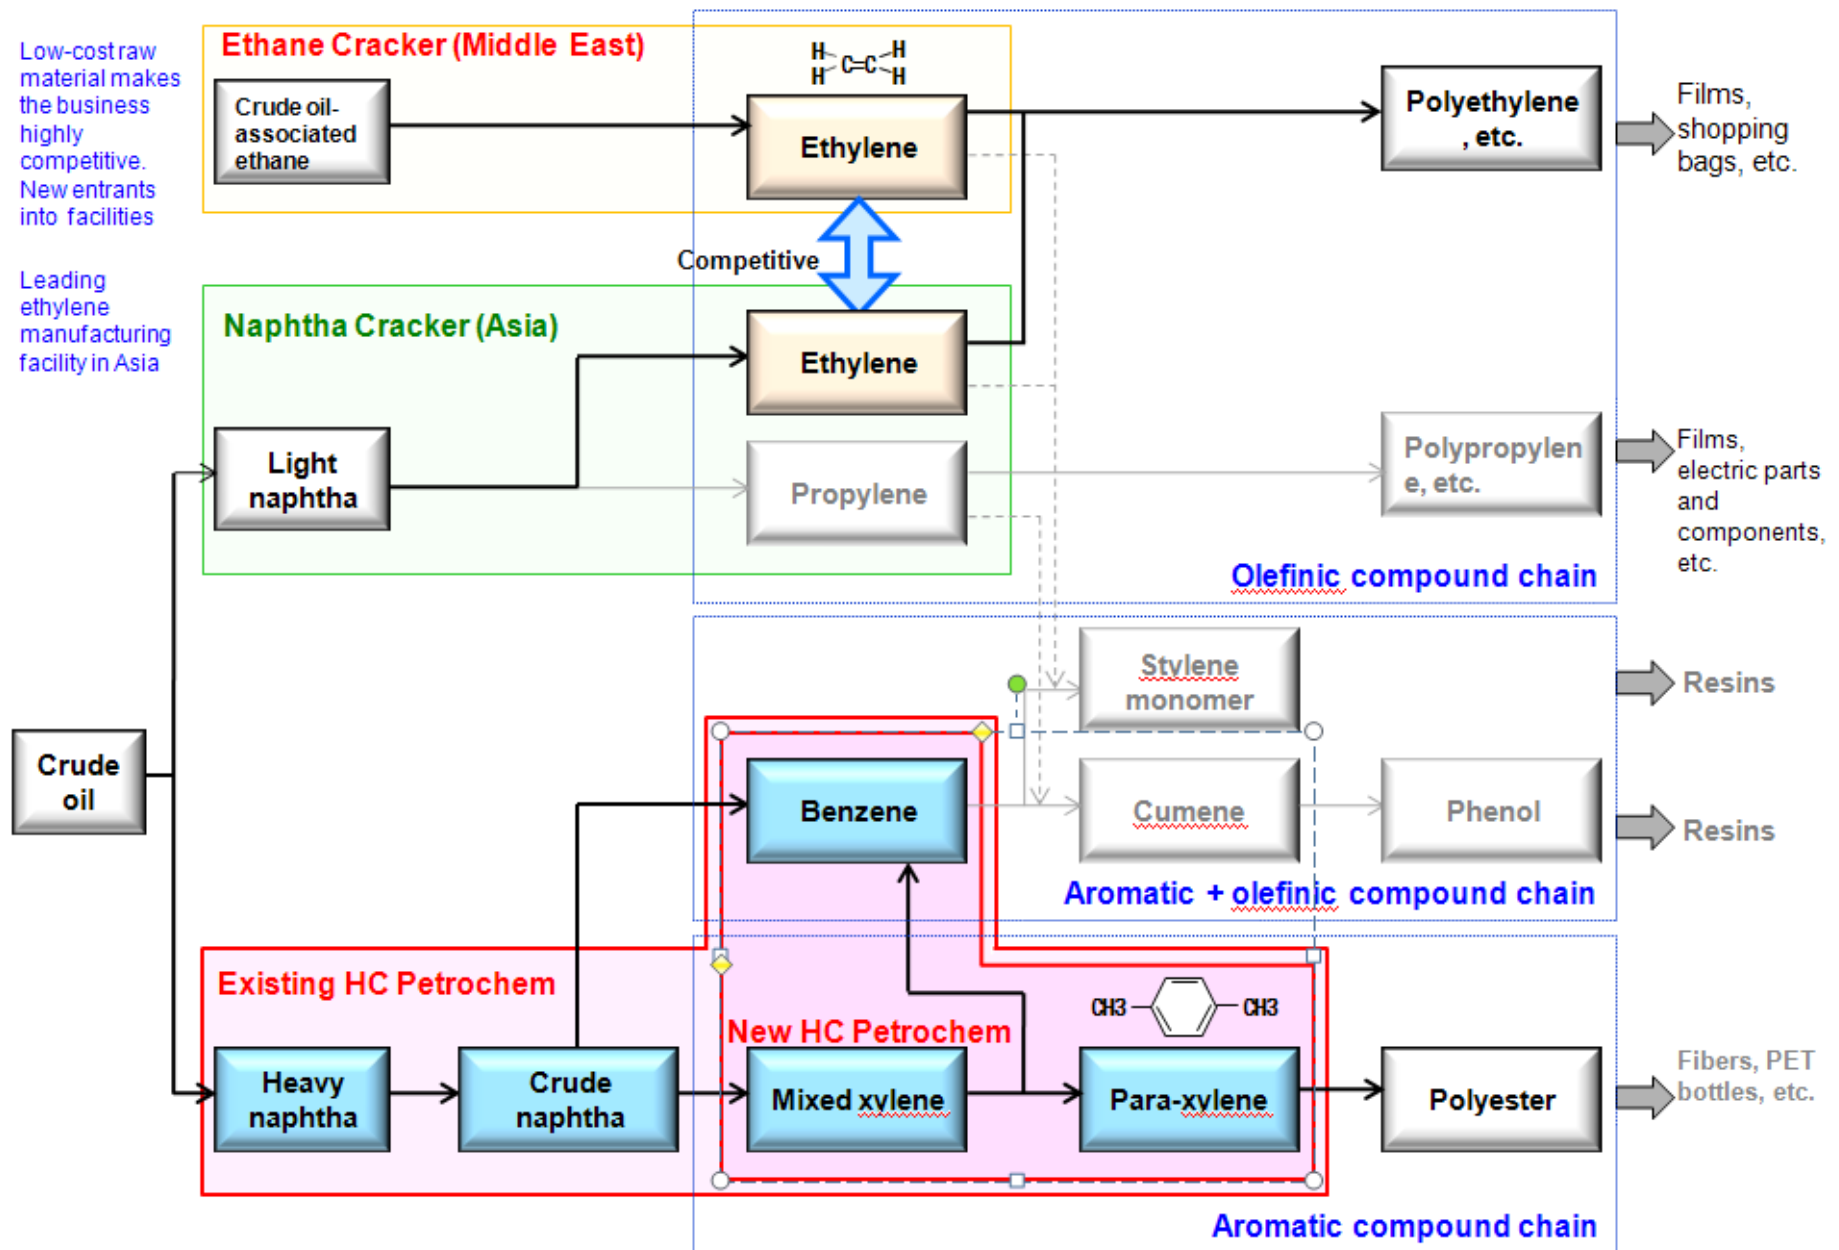 Low-cost raw
material makes
the business
highly
competitive.
New entrants
into facilities
Ethane Cracker (Middle East)
Crude oil-
associated
ethane
H
H
C=C
H
H
Ethylene
Polyethylene
, etc.
Films,
shopping
bags, etc.
Competitive
Leading
ethylene
manufacturing
facility in Asia
Naphtha Cracker (Asia)
Ethylene
Light
naphtha
Propylene
Polypropylen
e, etc.
Films,
electric parts
and
components,
etc.
Olefinic compound chain
Stylene
monomer
Resins
Crude
oil
Benzene
Cumene
Phenol
Resins
Aromatic + olefinic compound chain
Existing HC Petrochem
New HC Petrochem
CH3
CH3
Heavy
naphtha
Crude
naphtha
Mixed xylene
Para-xylene
Polyester
Fibers, PET
bottles, etc.
Aromatic compound chain